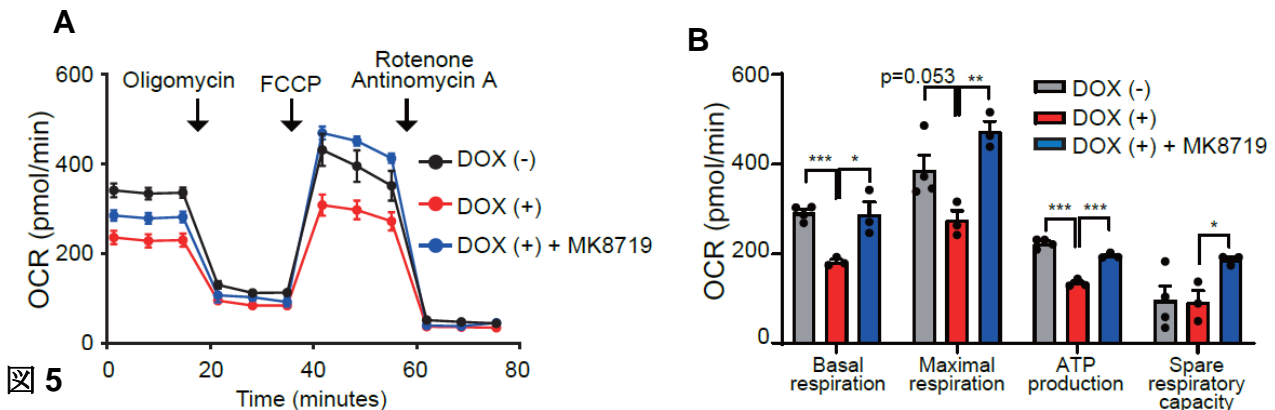 A
OCR (pmol/min)
600
400
200
0
Oligomycin
FCCP
Rotenone
Antinomycin A
DOX (-)
DOX (+)
DOX (+) + MK8719
0
20
40
60
80
Time (minutes)
図 5
B
OCR (pmol/min)
600
400
200
0
p=0.053
**
***
*
***
***
*
DOX (-)
DOX (+)
DOX (+) + MK8719
Basal
respiration
Maximal
respiration
ATP
production
Spare
respiratory
capacity